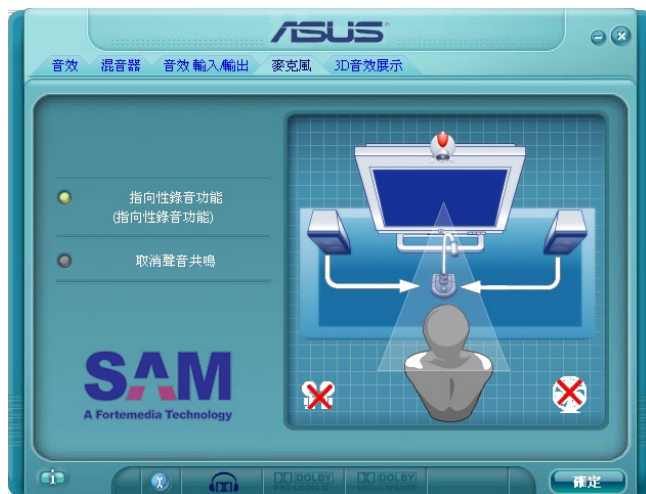 ASUS
音效 混音器 音效 輸入/輸出 麥克風 3D音效展示
指向性錄音功能
(指向性錄音功能)
取消聲音共鳴
SAM
A Fortemedia Technology
DOLBY
DOLBY
確定